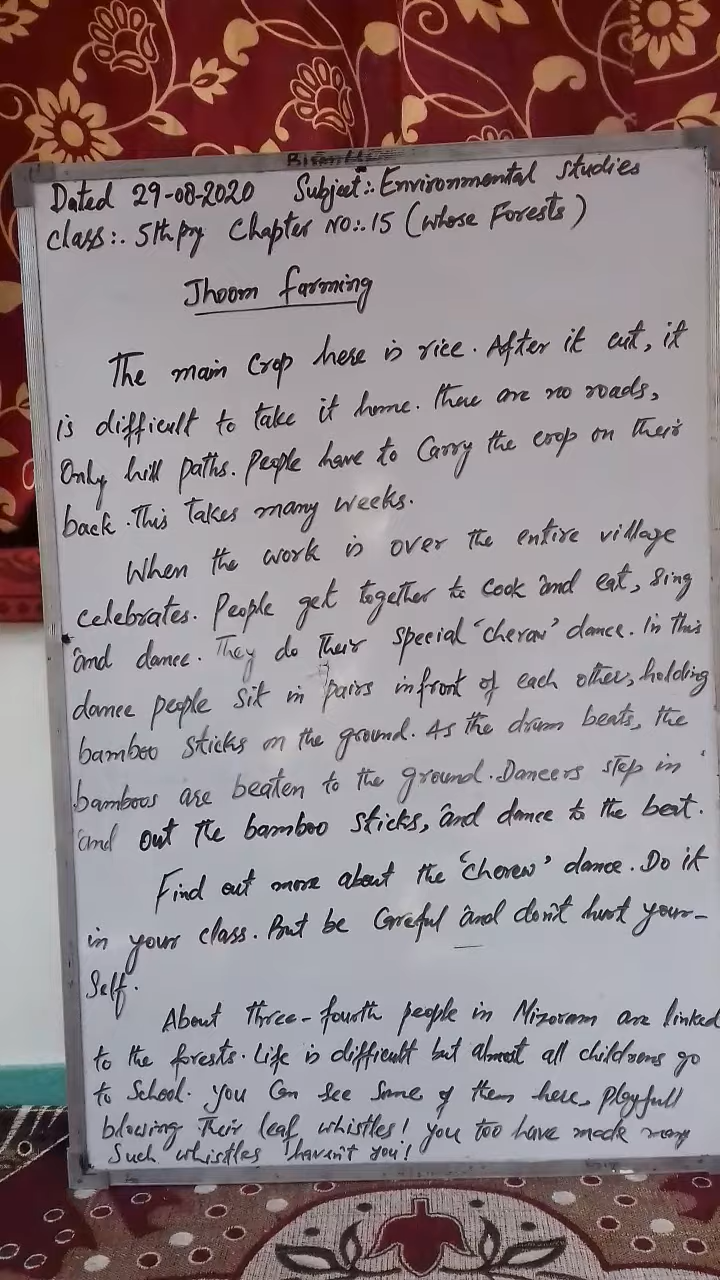 Dated 29-08-2020 Subject:. Environmental studies
Class:. 5th pry Chapter NO:. 15 (Whose Forests)
Jhoom farming
The main crop here is rice. After it cut, it
is difficult to take it home. there are no roads,
Only hill paths. People have to Carry the crop on their
back. This takes many weeks.
When the work is over the entire village
celebrates. People get together to cook and eat, sing
and dance. They do their special 'cheraw' dance. In this
dance people sit in pairs infront of each other, holding
bamboo sticks on the ground. As the drum beats, the
bamboos are beaten to the ground. Dancers step in
and out the bamboo sticks, and dance to the beat.
Find out more about the 'cherew' dance. Do it
in your class. But be Careful and don't hurt your-
Self.
About three-fourth people in Mizoram are linked
to the forests. Life is difficult but almost all childrens go
to School. you Can See Some of them here, Playfull
blowing their leaf whistles! you too have made many
Such whistles haven't you!